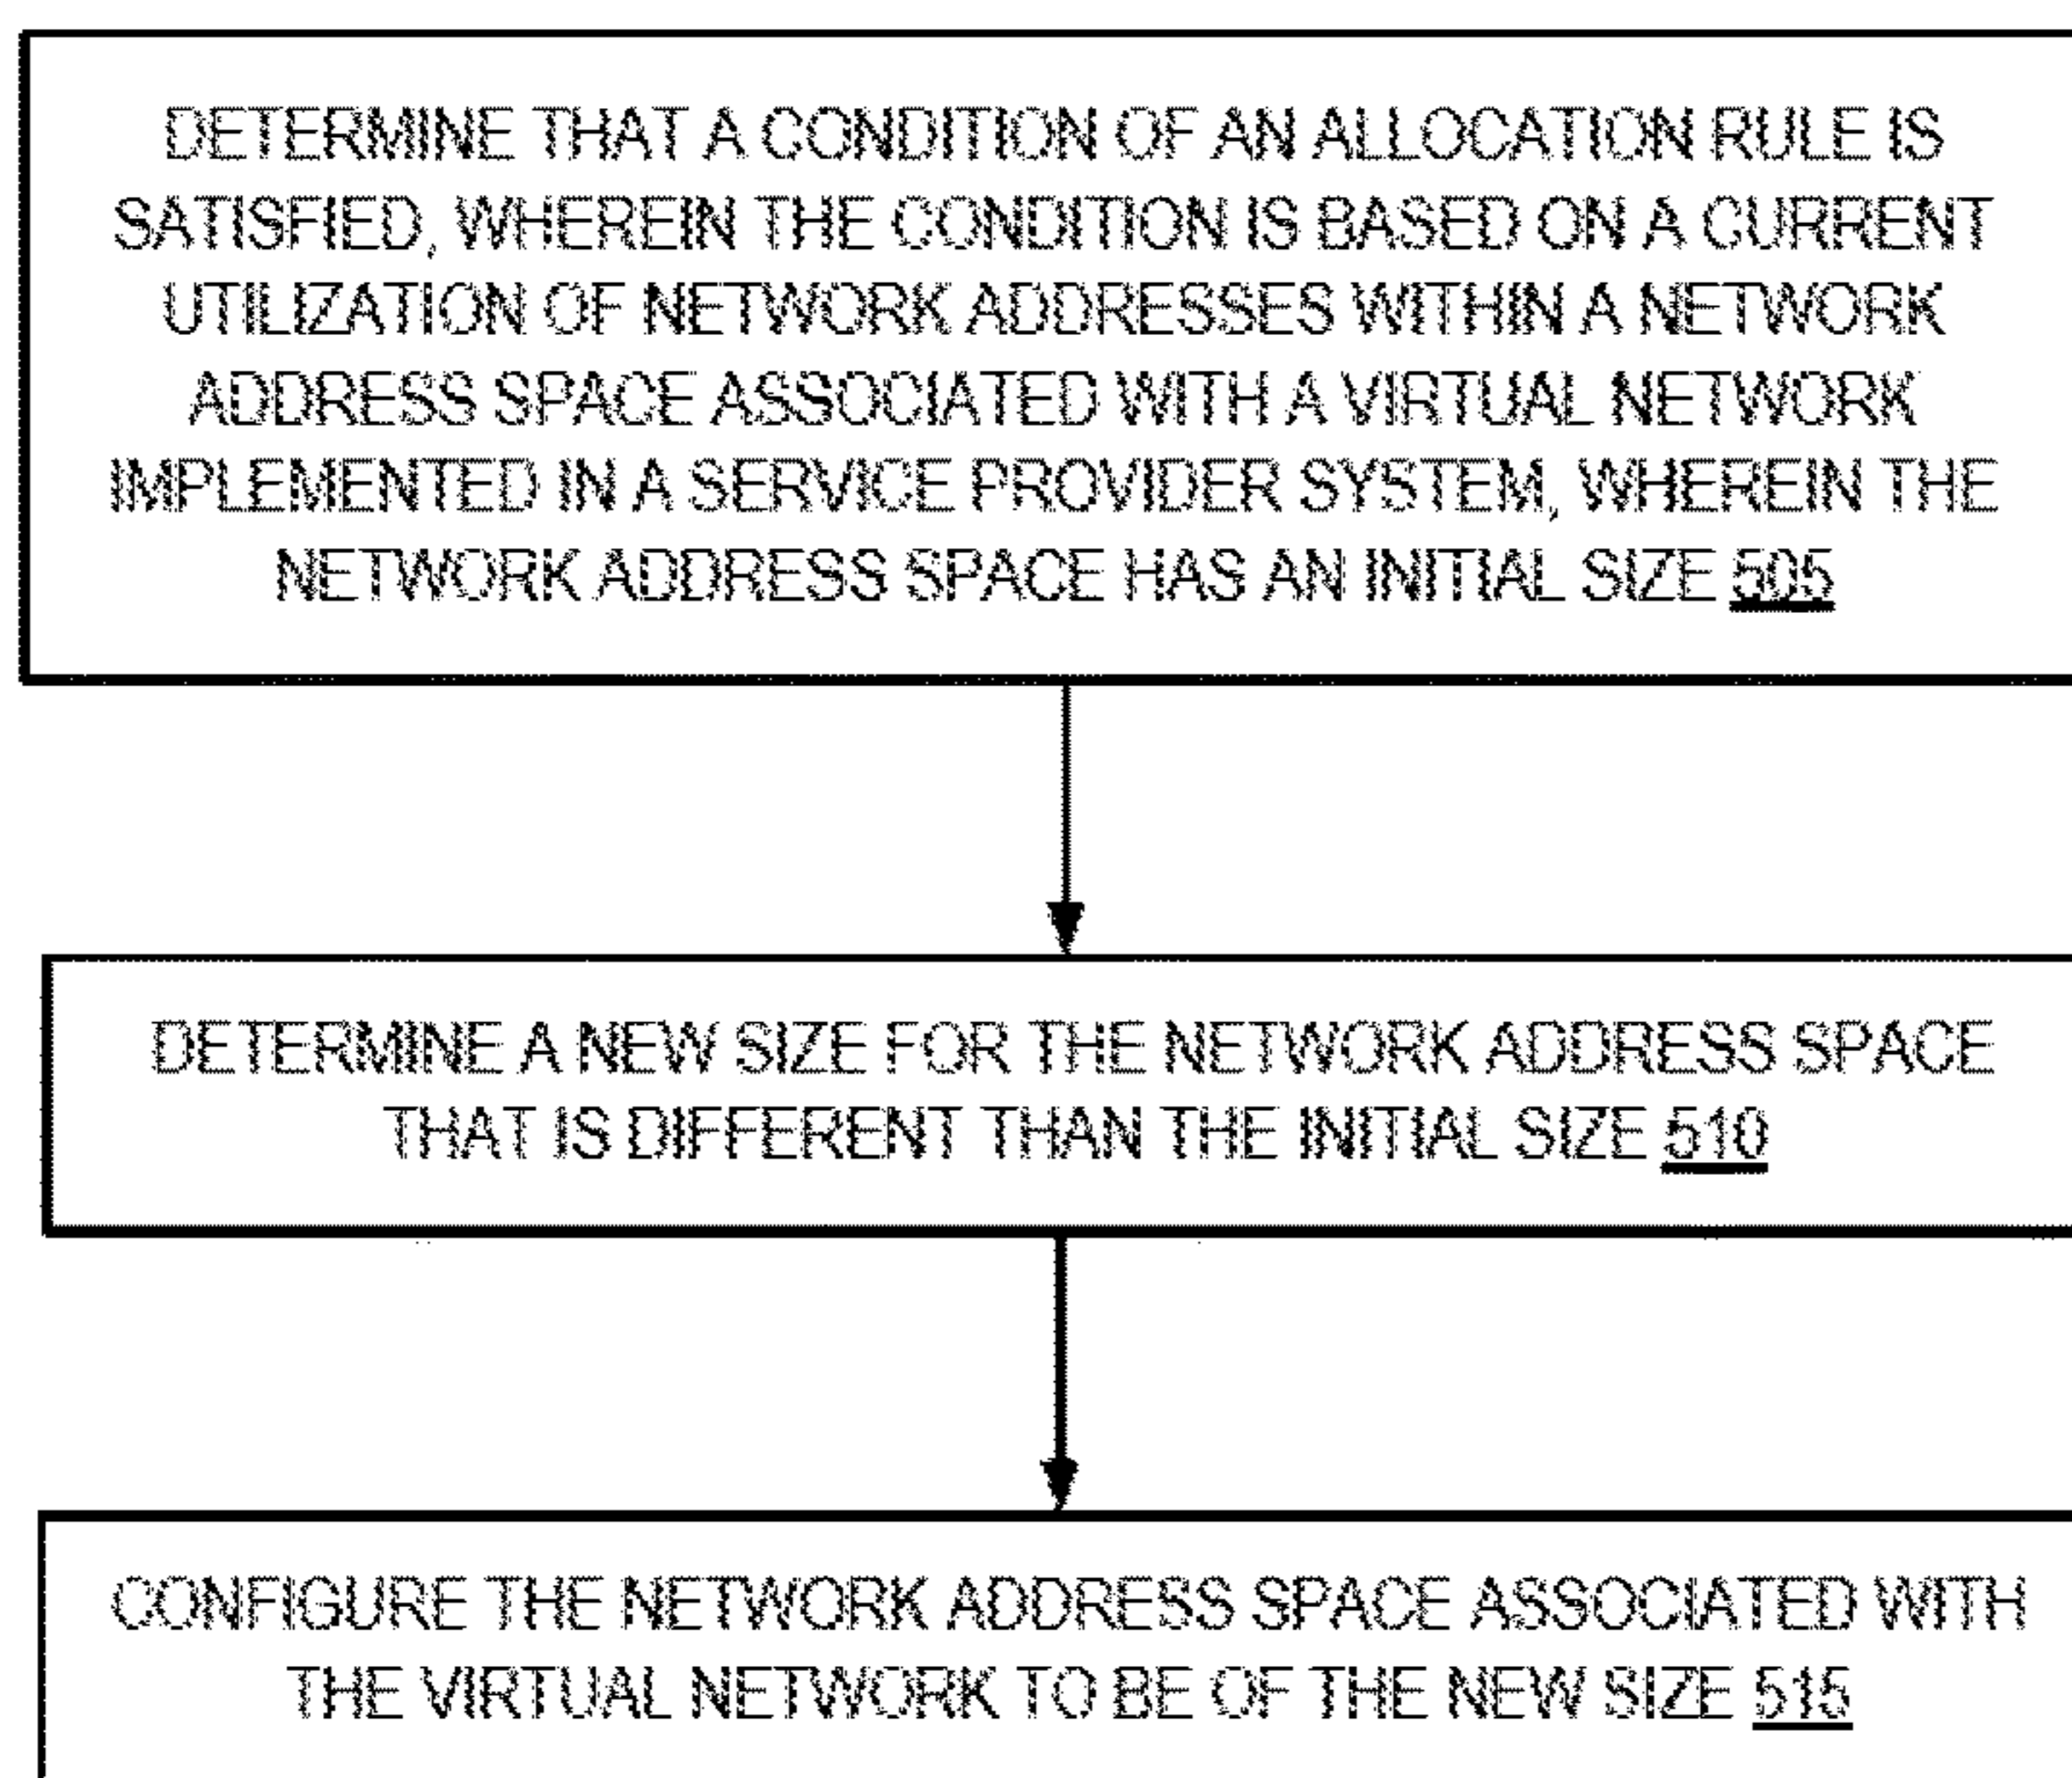 DETERMINE THAT A CONDITION OF AN ALLOCATION RULE IS
SATISFIED, WHEREIN THE CONDITION IS BASED ON A CURRENT
UTILIZATION OF NETWORK ADDRESSES WITHIN A NETWORK
ADDRESS SPACE ASSOCIATED WITH A VIRTUAL NETWORK
IMPLEMENTED IN A SERVICE PROVIDER SYSTEM, WHEREIN THE
NETWORK ADDRESS SPACE HAS AN INITIAL SIZE 505
DETERMINE A NEW SIZE FOR THE NETWORK ADDRESS SPACE
THAT IS DIFFERENT THAN THE INITIAL SIZE 510
CONFIGURE THE NETWORK ADDRESS SPACE ASSOCIATED WITH
THE VIRTUAL NETWORK TO BE OF THE NEW SIZE 515